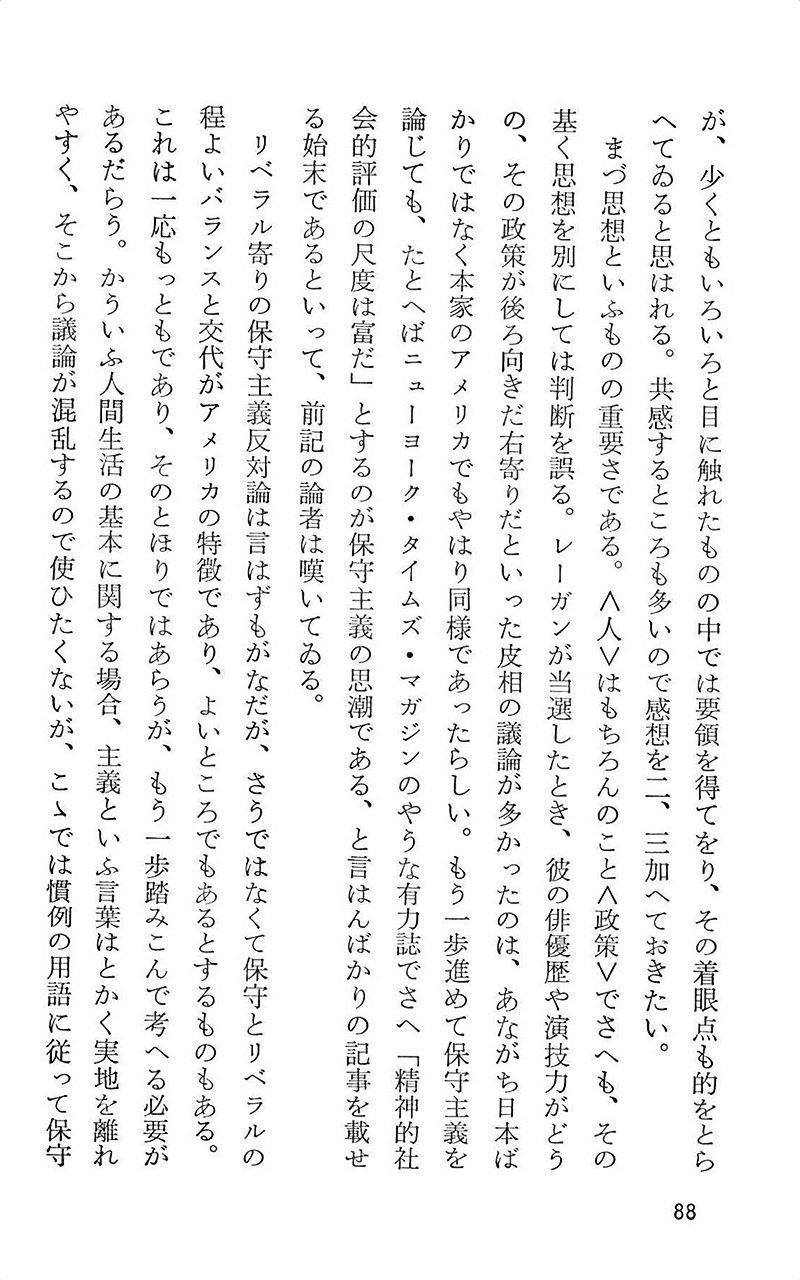 が、少くともいろいろと目に触れたものの中では要領を得てをり、その着眼点も的をとら
へてゐると思はれる。共感するところも多いので感想を二、三加へておきたい。
　まづ思想といふものの重要さである。＜人＞はもちろんのこと＜政策＞でさへも、その
基く思想を別にしては判断を誤る。レーガンが当選したとき、彼の俳優歴や演技力がどう
の、その政策が後ろ向きだ右寄りだといった皮相の議論が多かったのは、あながち日本ば
かりではなく本家のアメリカでもやはり同様であったらしい。もう一歩進めて保守主義を
論じても、たとへばニューヨーク・タイムズ・マガジンのやうな有力誌でさへ「精神的社
会的評価の尺度は富だ」とするのが保守主義の思潮である、と言はんばかりの記事を載せ
る始末であるといって、前記の論者は嘆いてゐる。
　リベラル寄りの保守主義反対論は言はずもがなだが、さうではなくて保守とリベラルの
程よいバランスと交代がアメリカの特徴であり、よいところでもあるとするものもある。
これは一応もっともであり、そのとほりではあらうが、もう一歩踏みこんで考へる必要が
あるだらう。かういふ人間生活の基本に関する場合、主義といふ言葉はとかく実地を離れ
やすく、そこから議論が混乱するので使ひたくないが、こゝでは慣例の用語に従って保守
88